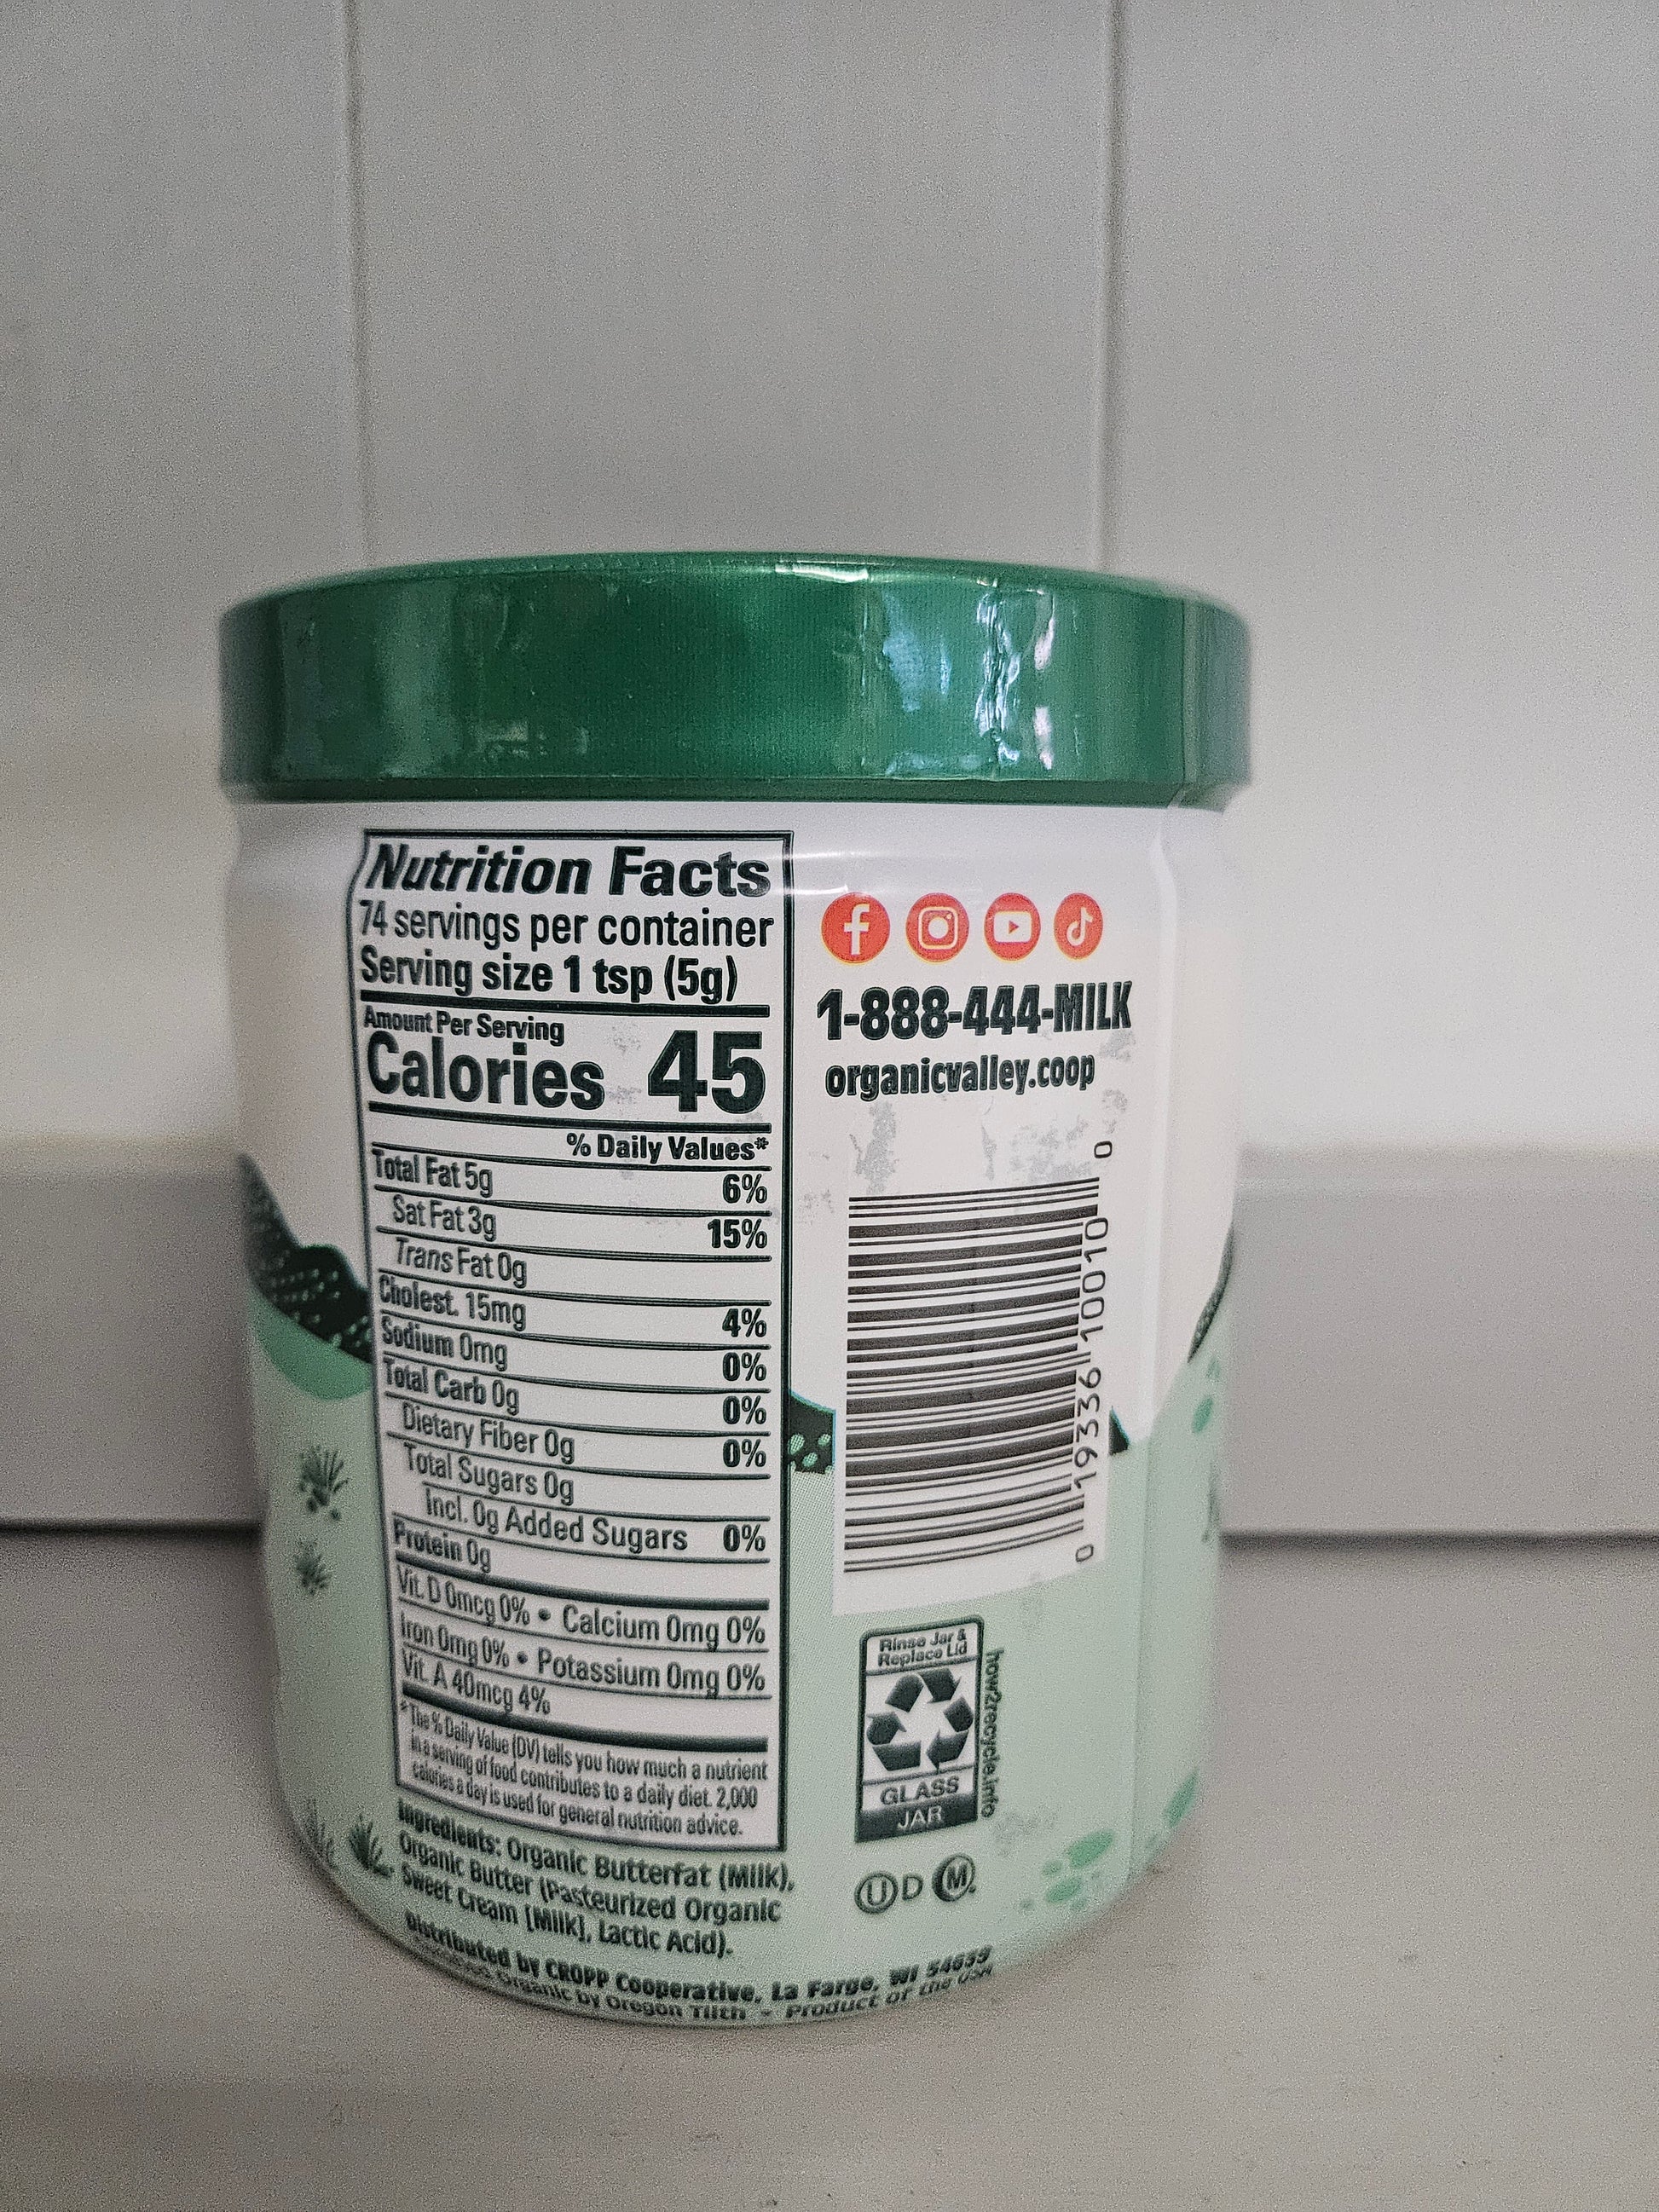 Nutrition Facts
74 servings per container
Serving size 1 tsp (5g)
Amount Per Serving
Calories 45
% Daily Values*
Total Fat 5g 6%
Sat Fat 3g 15%
Trans Fat 0g
Cholest. 15mg 4%
Sodium 0mg 0%
Total Carb 0g 0%
Dietary Fiber 0g 0%
Total Sugars 0g
Incl. 0g Added Sugars 0%
Protein 0g
Vit. D 0mcg 0% • Calcium 0mg 0%
Iron 0mg 0% • Potassium 0mg 0%
Vit. A 40mcg 4%
*The % Daily Value (DV) tells you how much a nutrient
in a serving of food contributes to a daily diet. 2,000
calories a day is used for general nutrition advice.
Ingredients: Organic Butterfat (Milk),
Organic Butter (Pasteurized Organic
Sweet Cream [Milk], Lactic Acid).
Distributed by CROPP Cooperative, La Farge, WI 54639
Organic by Oregon Tilth - Product of the USA
1-888-444-MILK
organicvalley.coop
0 19336 10010 0
Rinse Jar &
Replace Lid
GLASS
JAR
how2recycle.info
U D M